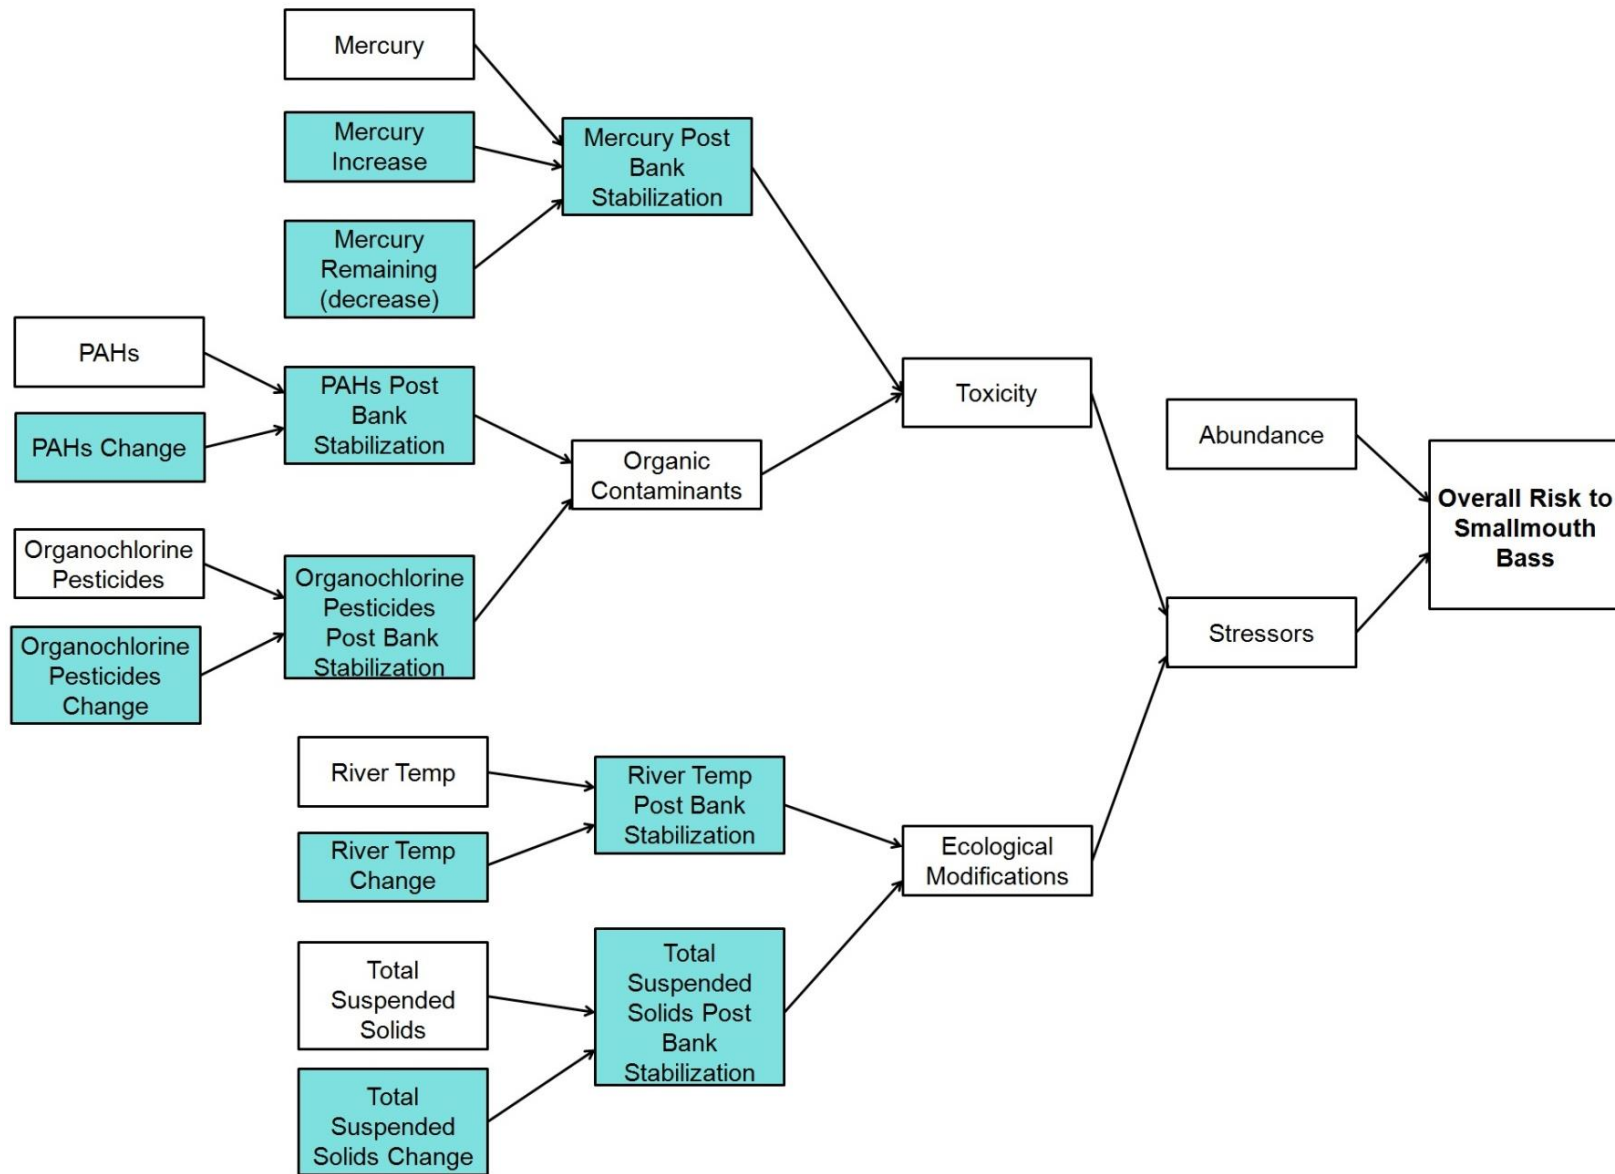 Mercury
Mercury
Increase
Mercury
Remaining
(decrease)
Mercury Post
Bank
Stabilization
PAHs
PAHs Change
PAHs Post
Bank
Stabilization
Organochlorine
Pesticides
Organochlorine
Pesticides
Change
Organochlorine
Pesticides
Post Bank
Stabilization
Organic
Contaminants
Toxicity
River Temp
River Temp
Change
River Temp
Post Bank
Stabilization
Total
Suspended
Solids
Total
Suspended
Solids Change
Total
Suspended
Solids Post
Bank
Stabilization
Ecological
Modifications
Abundance
Stressors
Overall Risk to
Smallmouth
Bass